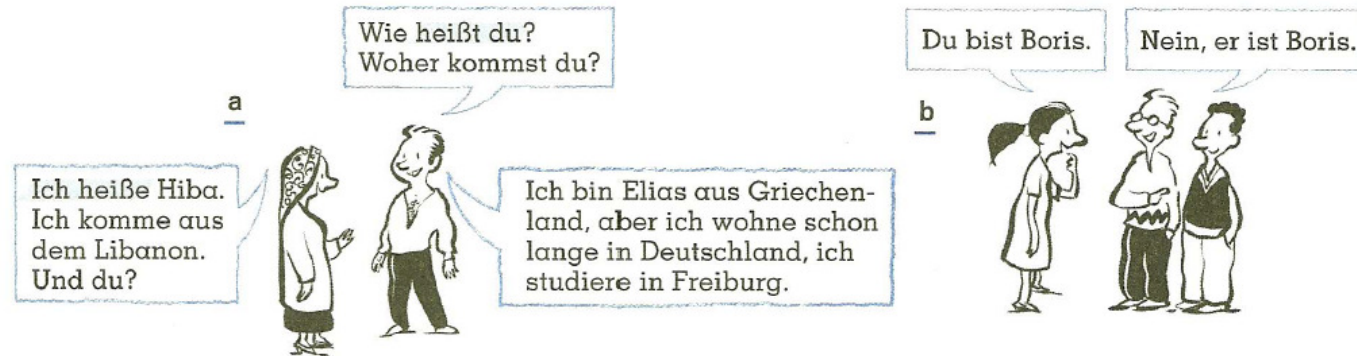 a
Wie heißt du?
Woher kommst du?
Ich heiße Hiba.
Ich komme aus
dem Libanon.
Und du?
Ich bin Elias aus Griechen-
land, aber ich wohne schon
lange in Deutschland, ich
studiere in Freiburg.
b
Du bist Boris.
Nein, er ist Boris.